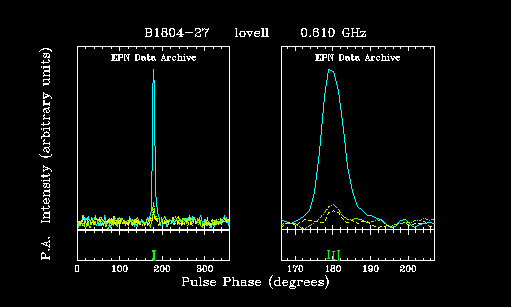 B1804-27 lovell 0.610 GHz
EPN Data Archive EPN Data Archive
P.A. Intensity (arbitrary units)
0 100 200 300 170 180 190 200
Pulse Phase (degrees)